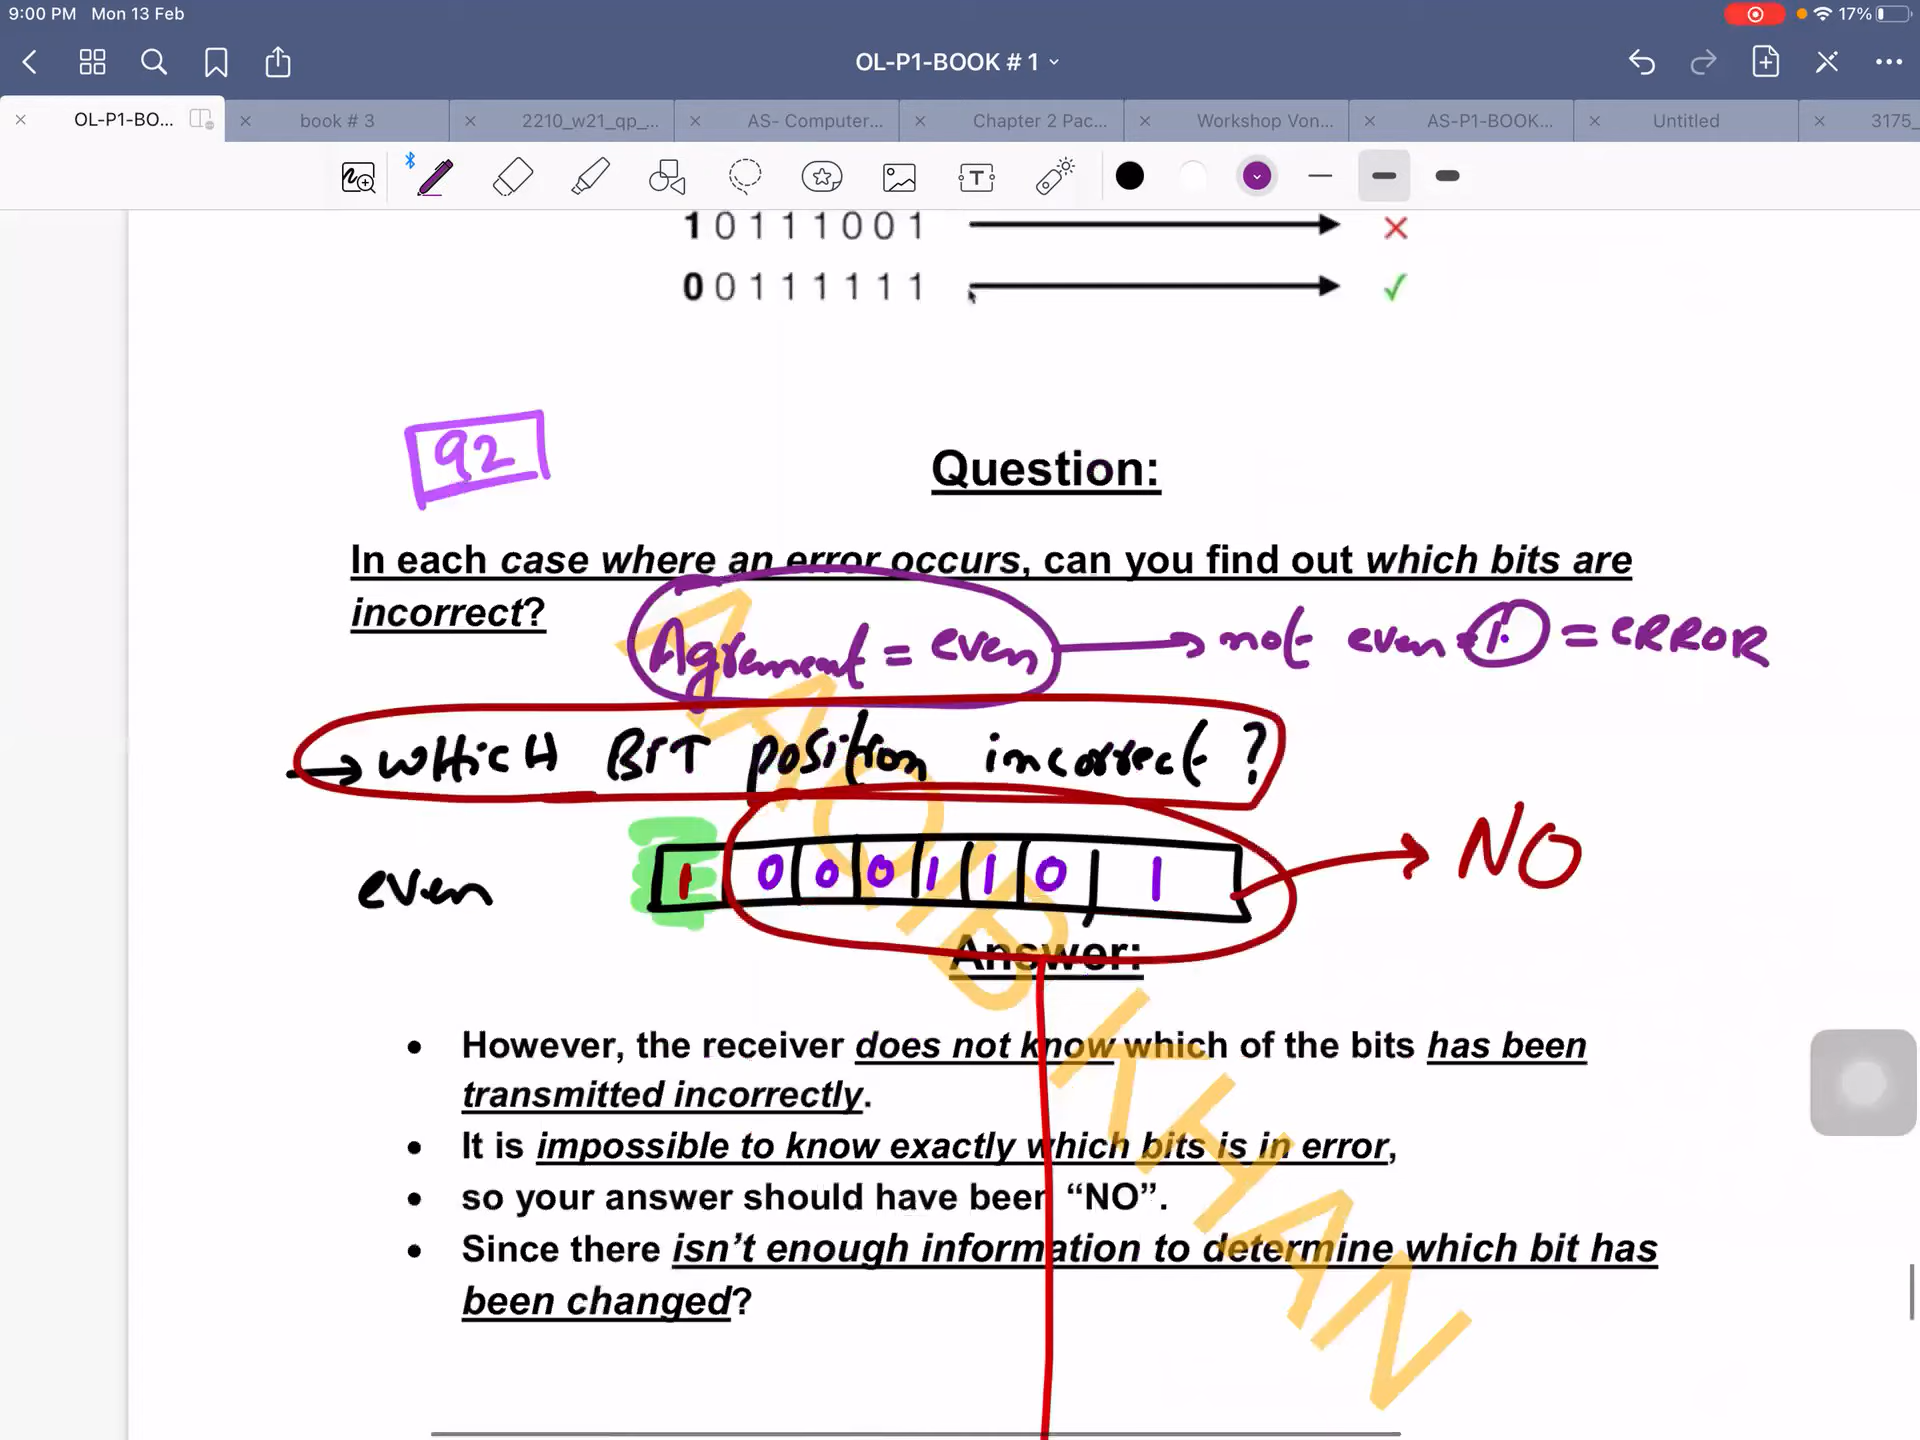 9:00 PM Mon 13 Feb 17%
OL-P1-BOOK # 1
OL-P1-BO... book # 3 2210_w21_qp_... AS- Computer... Chapter 2 Pac... Workshop Von... AS-P1-BOOK... Untitled 3175_
1 0 1 1 1 0 0 1
0 0 1 1 1 1 1 1
92
Question:
In each case where an error occurs, can you find out which bits are
incorrect?
Agrement = even → not even 1. = ERROR
→ WHICH BIT position incorrect ?
even 1 0 0 0 1 1 0 1 → NO
Answer:
• However, the receiver does not know which of the bits has been
transmitted incorrectly.
• It is impossible to know exactly which bits is in error,
• so your answer should have been “NO”.
• Since there isn’t enough information to determine which bit has
been changed?
KHAN